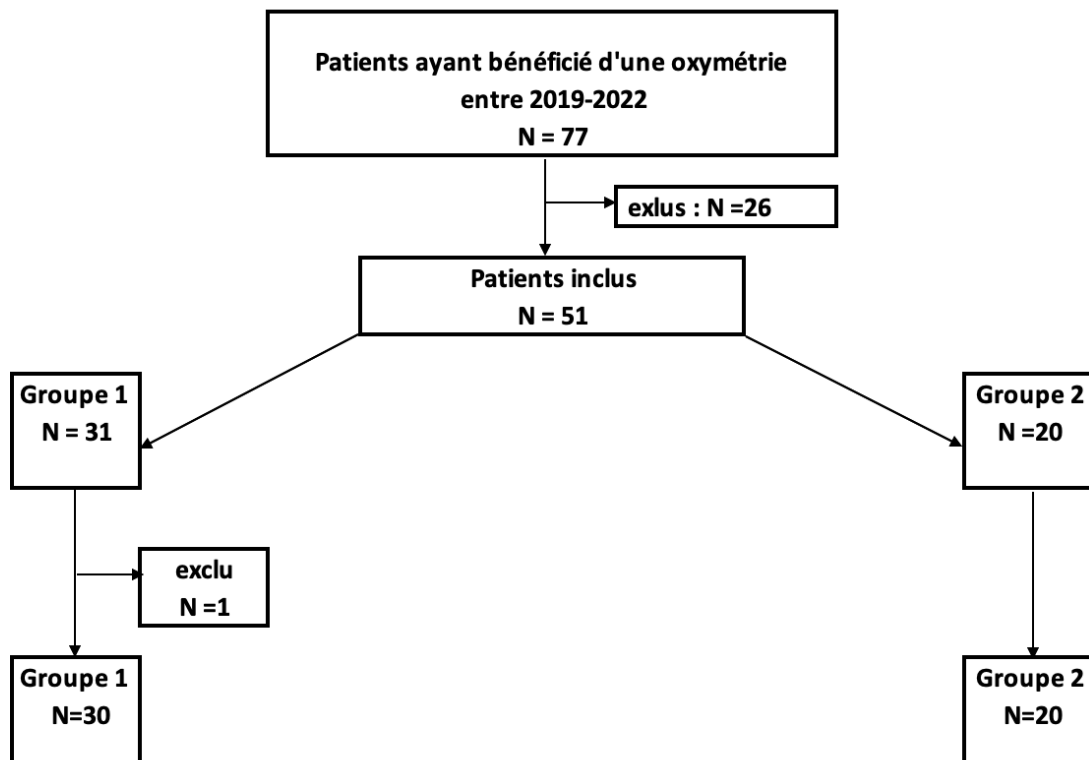 Patients ayant bénéficié d'une oxymétrie
entre 2019-2022
N = 77
exlus : N =26
Patients inclus
N = 51
Groupe 1
N = 31
Groupe 2
N =20
exclu
N =1
Groupe 1
N=30
Groupe 2
N=20